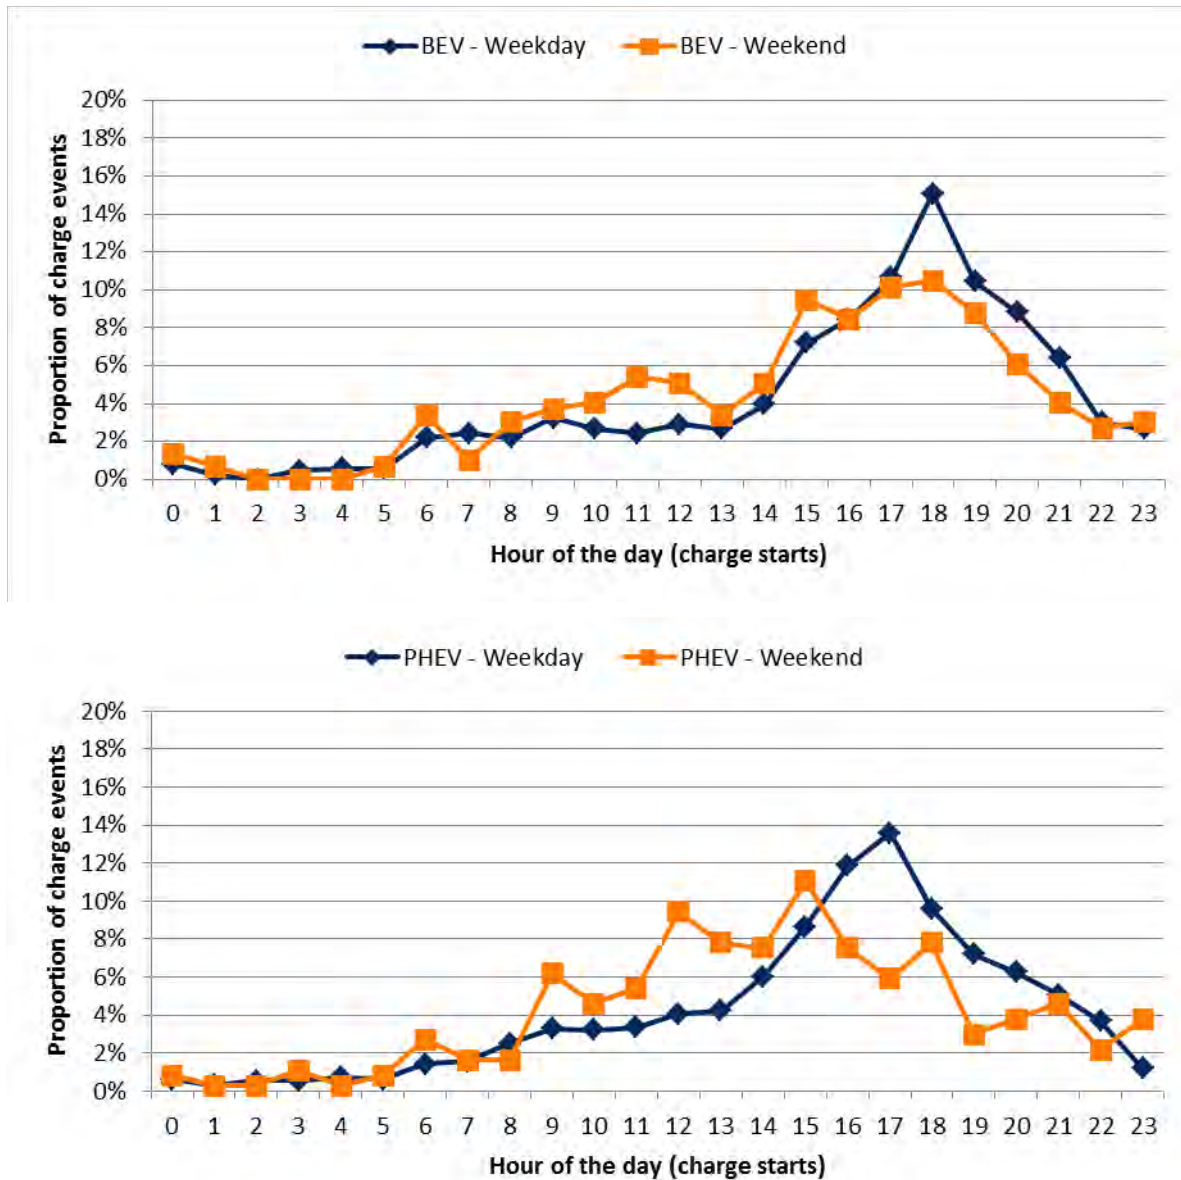 BEV - Weekday BEV - Weekend
20%
18%
16%
14%
12%
10%
8%
6%
4%
2%
0%
Proportion of charge events
0 1 2 3 4 5 6 7 8 9 10 11 12 13 14 15 16 17 18 19 20 21 22 23
Hour of the day (charge starts)
PHEV - Weekday PHEV - Weekend
20%
18%
16%
14%
12%
10%
8%
6%
4%
2%
0%
Proportion of charge events
0 1 2 3 4 5 6 7 8 9 10 11 12 13 14 15 16 17 18 19 20 21 22 23
Hour of the day (charge starts)